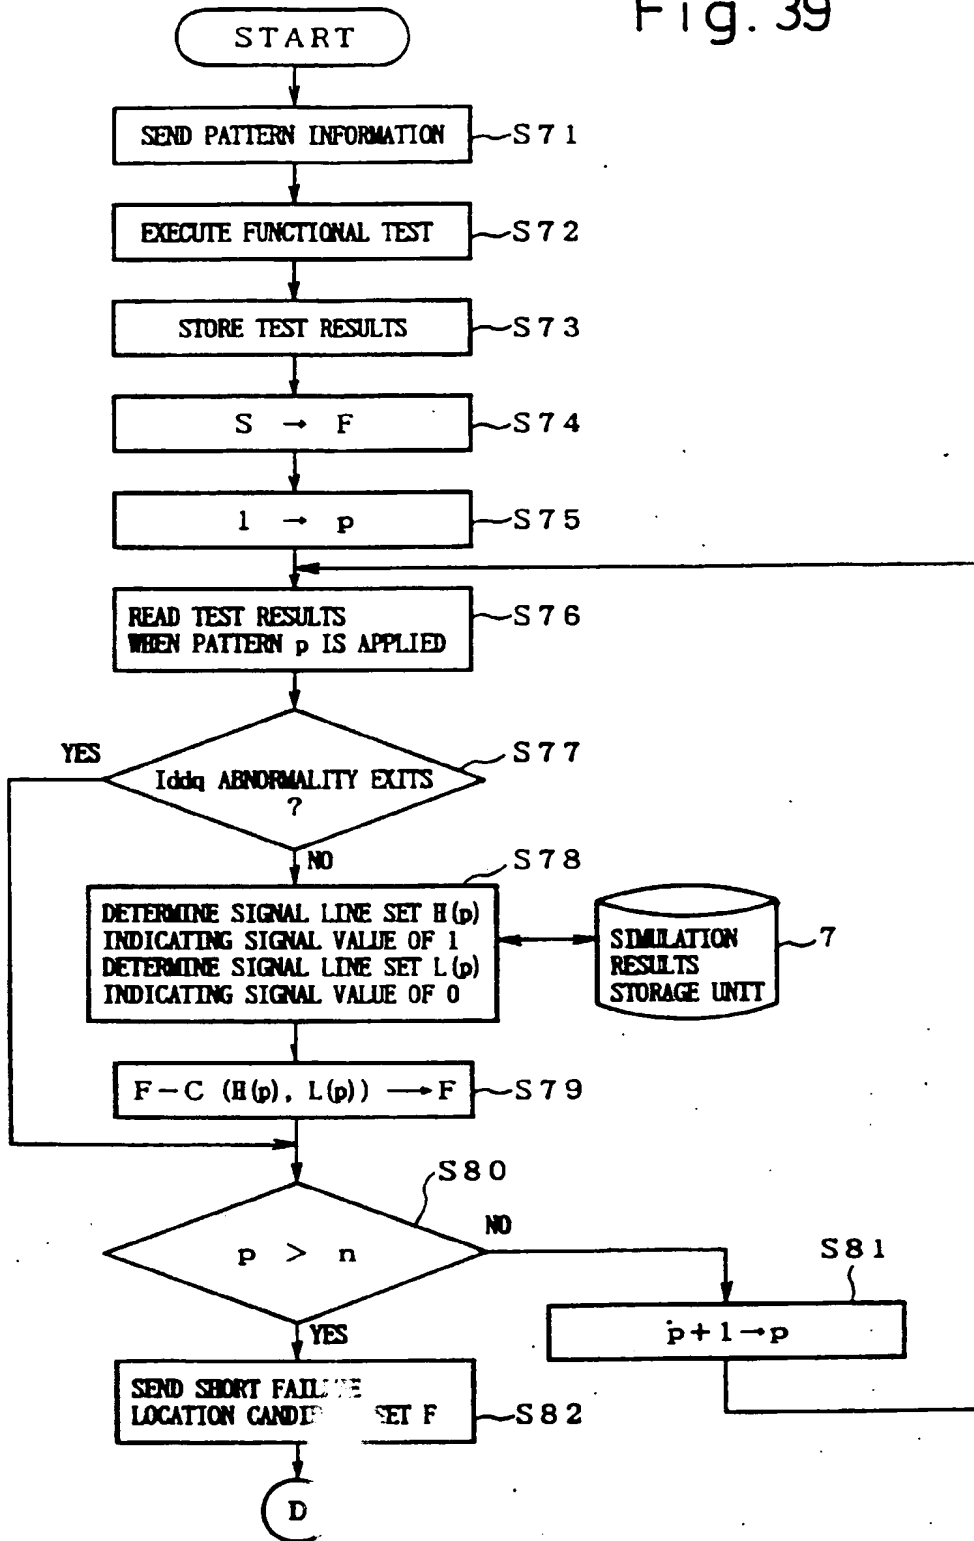 Fig. 39
START
SEND PATTERN INFORMATION
S71
EXECUTE FUNCTIONAL TEST
S72
STORE TEST RESULTS
S73
S → F
S74
1 → p
S75
READ TEST RESULTS
WHEN PATTERN p IS APPLIED
S76
YES
Iddq ABNORMALITY EXITS
?
S77
NO
S78
DETERMINE SIGNAL LINE SET H(p)
INDICATING SIGNAL VALUE OF 1
DETERMINE SIGNAL LINE SET L(p)
INDICATING SIGNAL VALUE OF 0
SIMULATION
RESULTS
STORAGE UNIT
7
F-C (H(p), L(p)) → F
S79
S80
p > n
NO
S81
p+1→p
YES
SEND SHORT
LOCATION SET F
S82
D